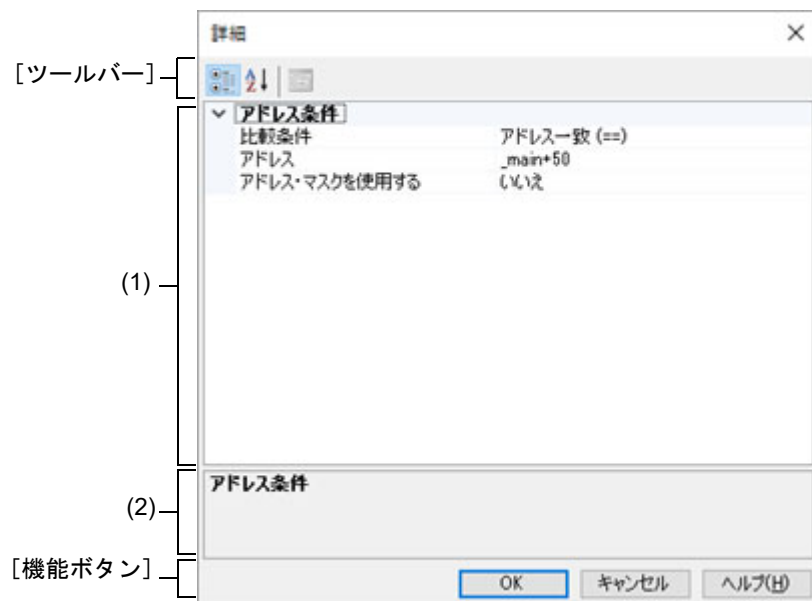 詳細
［ツールバー］
アドレス条件
比較条件 アドレス一致 (==)
アドレス _main+50
アドレス・マスクを使用する いいえ
(1)
アドレス条件
(2)
［機能ボタン］
OK キャンセル ヘルプ(H)